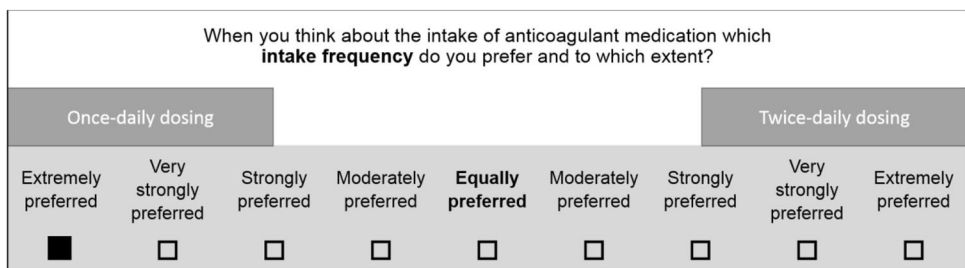 When you think about the intake of anticoagulant medication which
intake frequency do you prefer and to which extent?
Once-daily dosing
Twice-daily dosing
Extremely preferred
Very strongly preferred
Strongly preferred
Moderately preferred
Equally preferred
Moderately preferred
Strongly preferred
Very strongly preferred
Extremely preferred